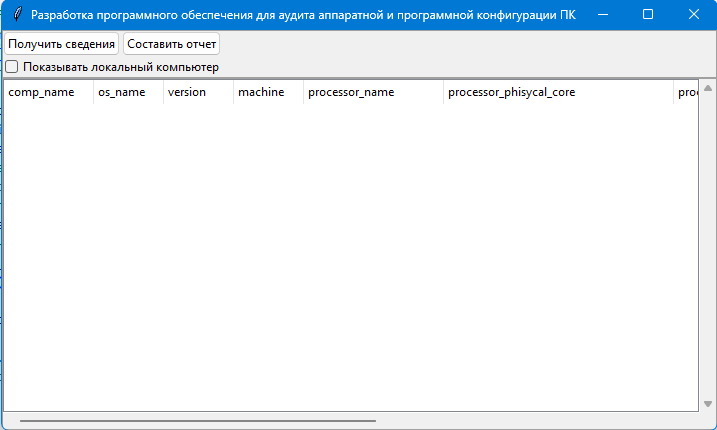 Разработка программного обеспечения для аудита аппаратной и программной конфигурации ПК
Получить сведения Составить отчет
Показывать локальный компьютер
comp_name os_name version machine processor_name processor_phisycal_core